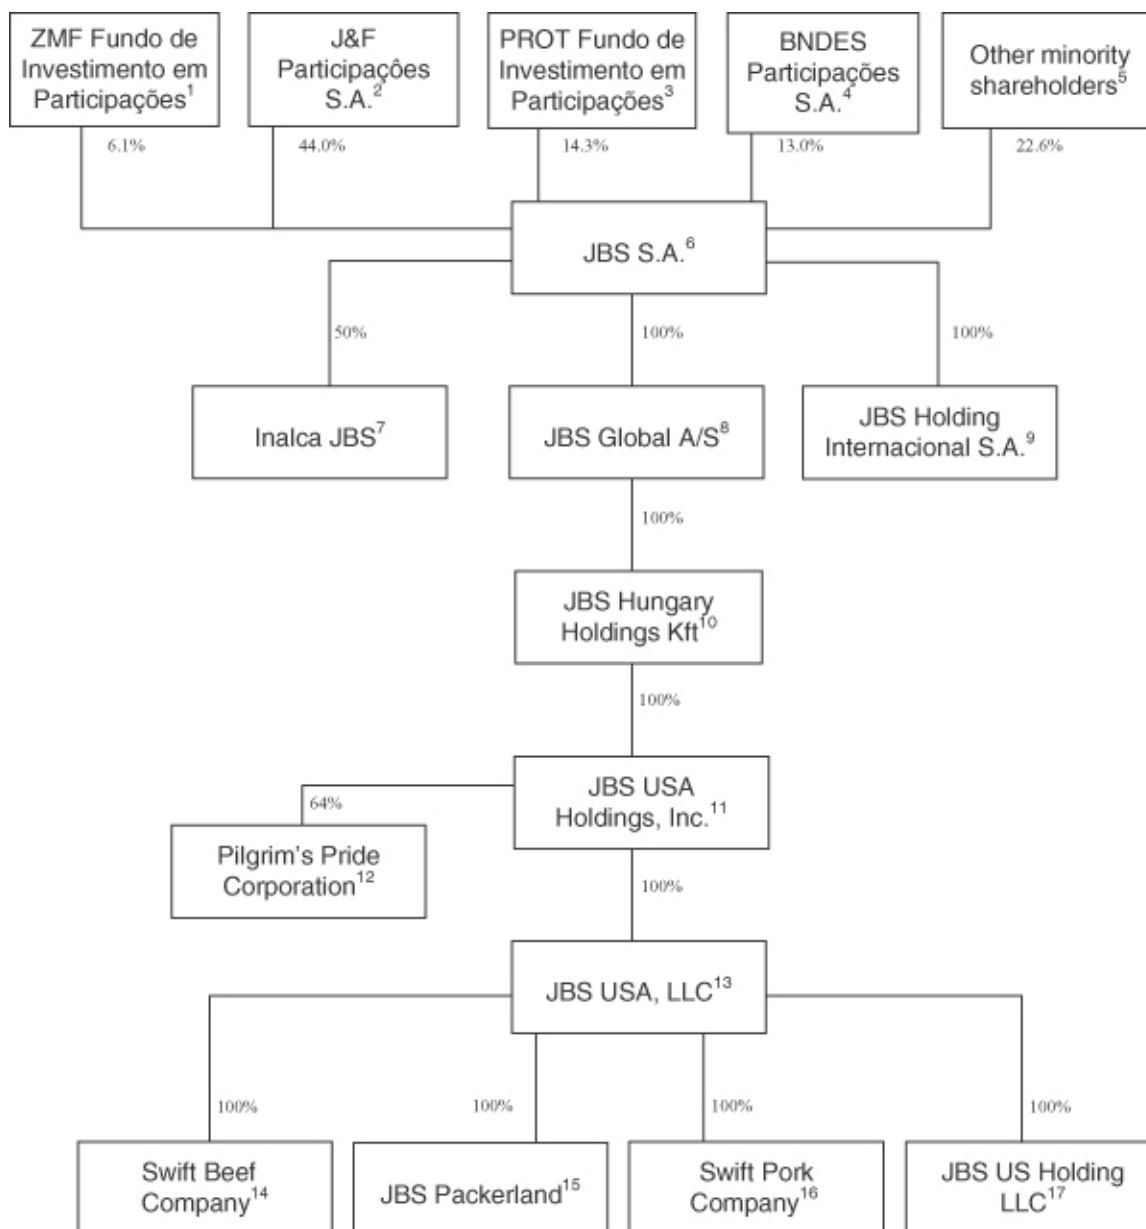 ZMF Fundo de
Investimento em
Participações1
J&F
Participações
S.A.2
PROT Fundo de
Investimento em
Participações3
BNDES
Participações
S.A.4
Other minority
shareholders5
6.1%
44.0%
14.3%
13.0%
22.6%
JBS S.A.6
50%
100%
100%
Inalca JBS7
JBS Global A/S8
JBS Holding
Internacional S.A.9
100%
JBS Hungary
Holdings Kft10
100%
JBS USA
Holdings, Inc.11
64%
Pilgrim’s Pride
Corporation12
100%
JBS USA, LLC13
100%
100%
100%
100%
Swift Beef
Company14
JBS Packerland15
Swift Pork
Company16
JBS US Holding
LLC17